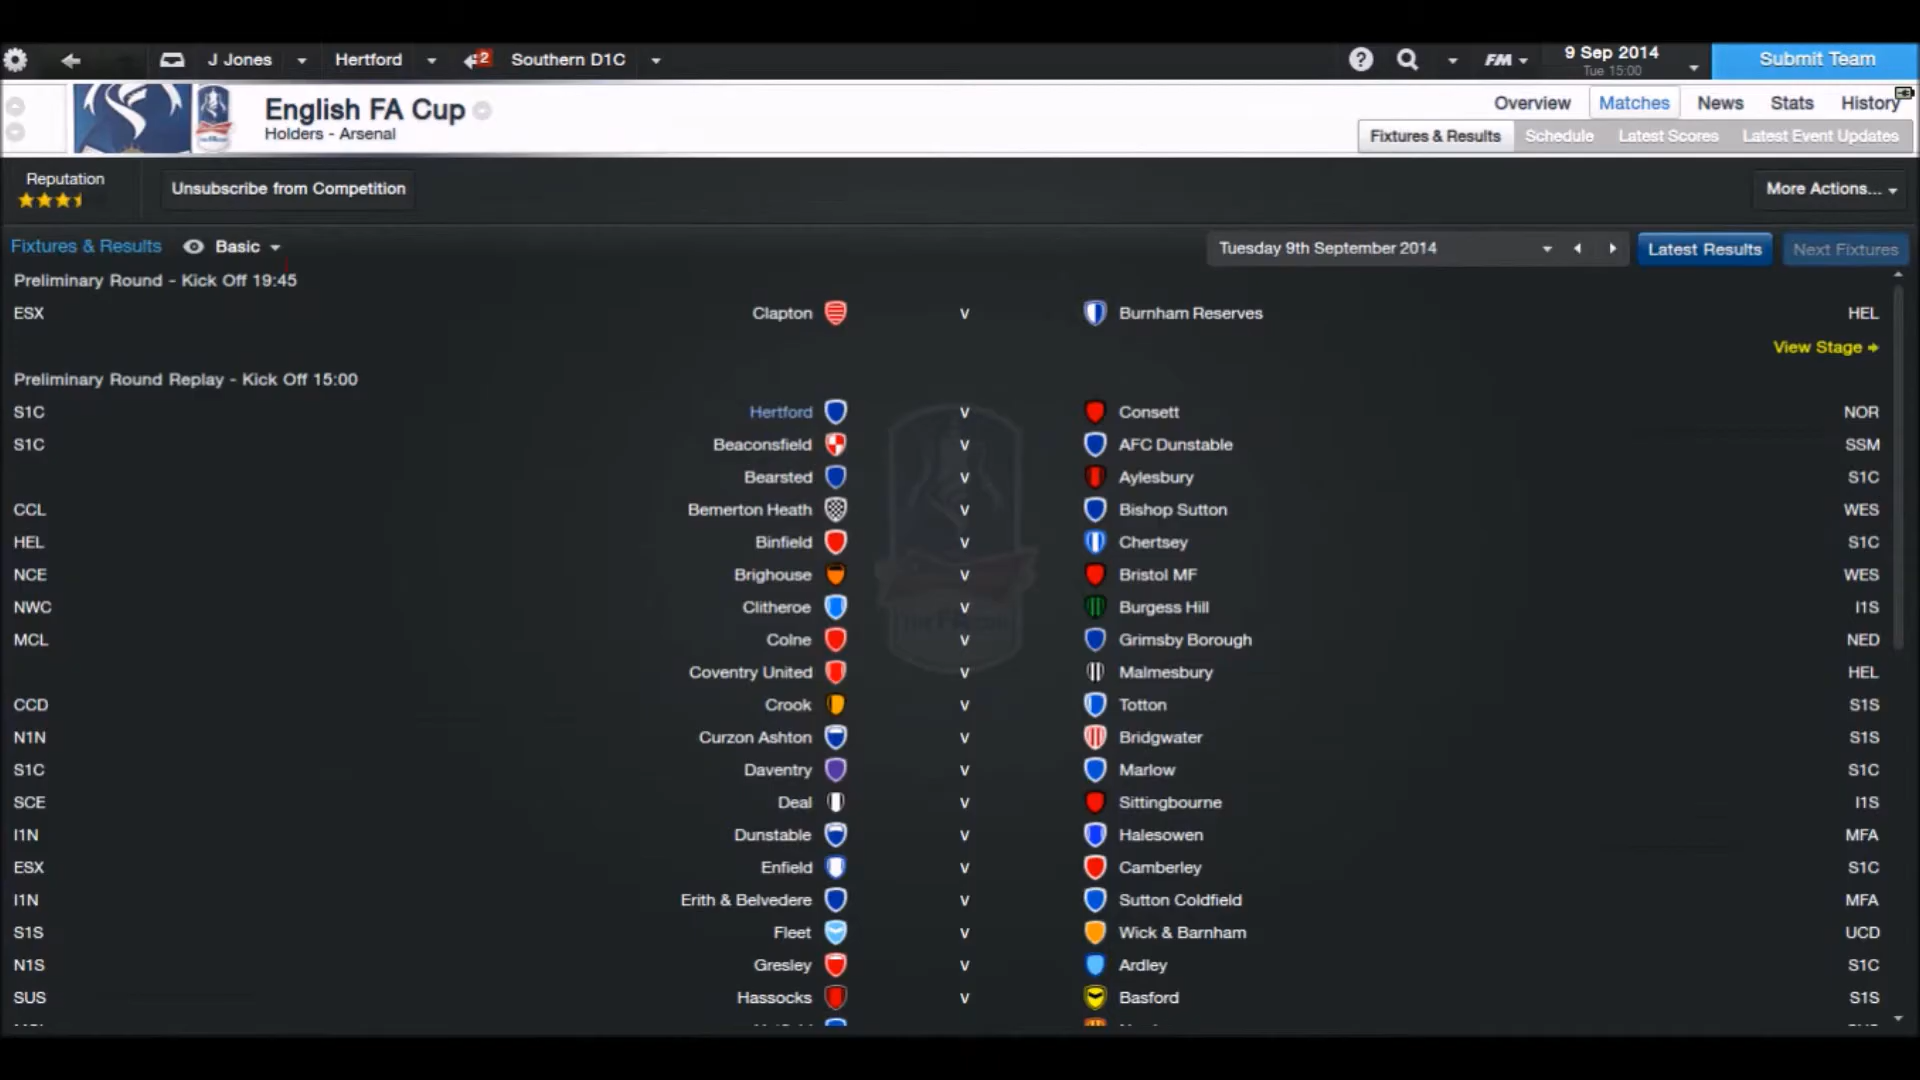 J Jones Hertford 2 Southern D1C ? FM 9 Sep 2014 Submit Team
Tue 15:00
English FA Cup
Holders - Arsenal
Overview Matches News Stats History
Fixtures & Results Schedule Latest Scores Latest Event Updates
Reputation
Unsubscribe from Competition More Actions...
Fixtures & Results Basic Tuesday 9th September 2014 Latest Results Next Fixtures
Preliminary Round - Kick Off 19:45
ESX Clapton v Burnham Reserves HEL
View Stage
Preliminary Round Replay - Kick Off 15:00
S1C Hertford v Consett NOR
S1C Beaconsfield v AFC Dunstable SSM
Bearsted v Aylesbury S1C
CCL Bemerton Heath v Bishop Sutton WES
HEL Binfield v Chertsey S1C
NCE Brighouse v Bristol MF WES
NWC Clitheroe v Burgess Hill I1S
MCL Colne v Grimsby Borough NED
Coventry United v Malmesbury HEL
CCD Crook v Totton S1S
N1N Curzon Ashton v Bridgwater S1S
S1C Daventry v Marlow S1C
SCE Deal v Sittingbourne I1S
I1N Dunstable v Halesowen MFA
ESX Enfield v Camberley S1C
I1N Erith & Belvedere v Sutton Coldfield MFA
S1S Fleet v Wick & Barnham UCD
N1S Gresley v Ardley S1C
SUS Hassocks v Basford S1S